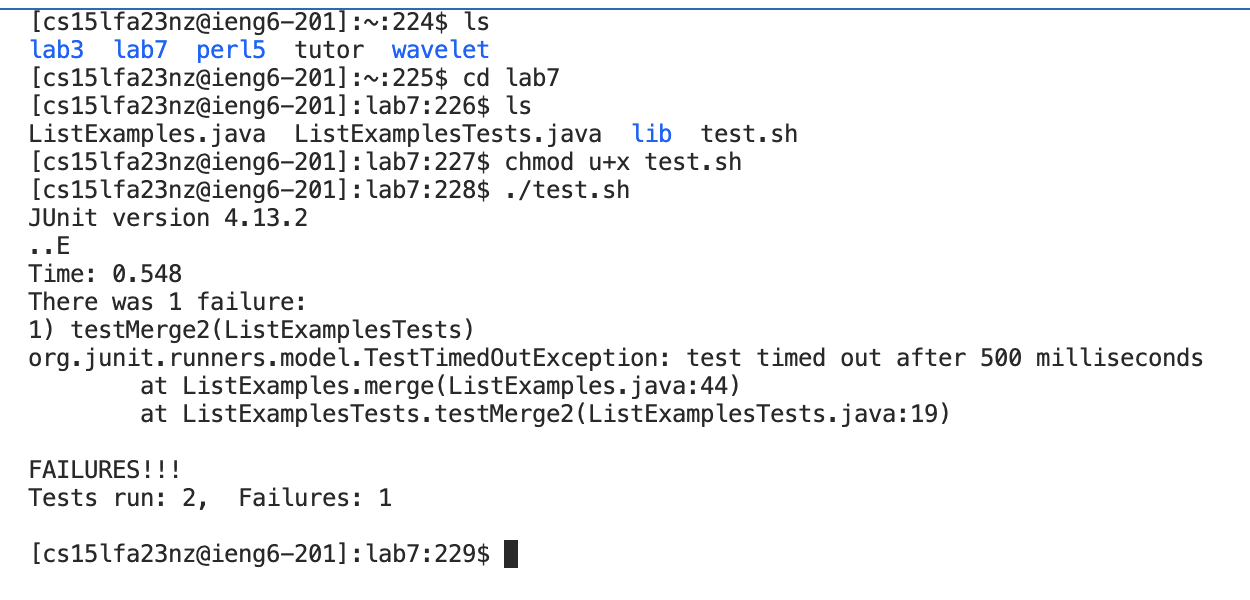 [cs15lfa23nz@ieng6-201]:~:224$ ls
lab3  lab7  perl5  tutor  wavelet
[cs15lfa23nz@ieng6-201]:~:225$ cd lab7
[cs15lfa23nz@ieng6-201]:lab7:226$ ls
ListExamples.java  ListExamplesTests.java  lib  test.sh
[cs15lfa23nz@ieng6-201]:lab7:227$ chmod u+x test.sh
[cs15lfa23nz@ieng6-201]:lab7:228$ ./test.sh
JUnit version 4.13.2
..E
Time: 0.548
There was 1 failure:
1) testMerge2(ListExamplesTests)
org.junit.runners.model.TestTimedOutException: test timed out after 500 milliseconds
        at ListExamples.merge(ListExamples.java:44)
        at ListExamplesTests.testMerge2(ListExamplesTests.java:19)

FAILURES!!!
Tests run: 2,  Failures: 1

[cs15lfa23nz@ieng6-201]:lab7:229$